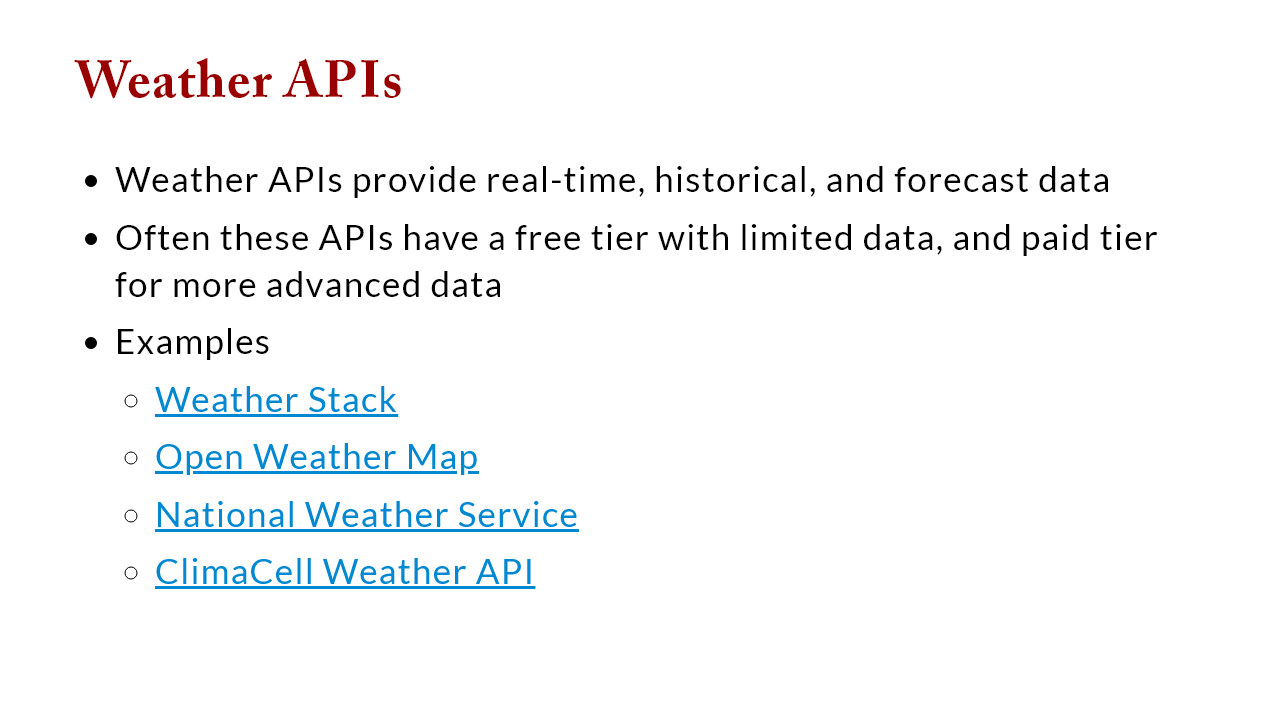 Weather APIs
Weather APIs provide real-time, historical, and forecast data
Often these APIs have a free tier with limited data, and paid tier
for more advanced data
Examples
Weather Stack
Open Weather Map
National Weather Service
ClimaCell Weather API